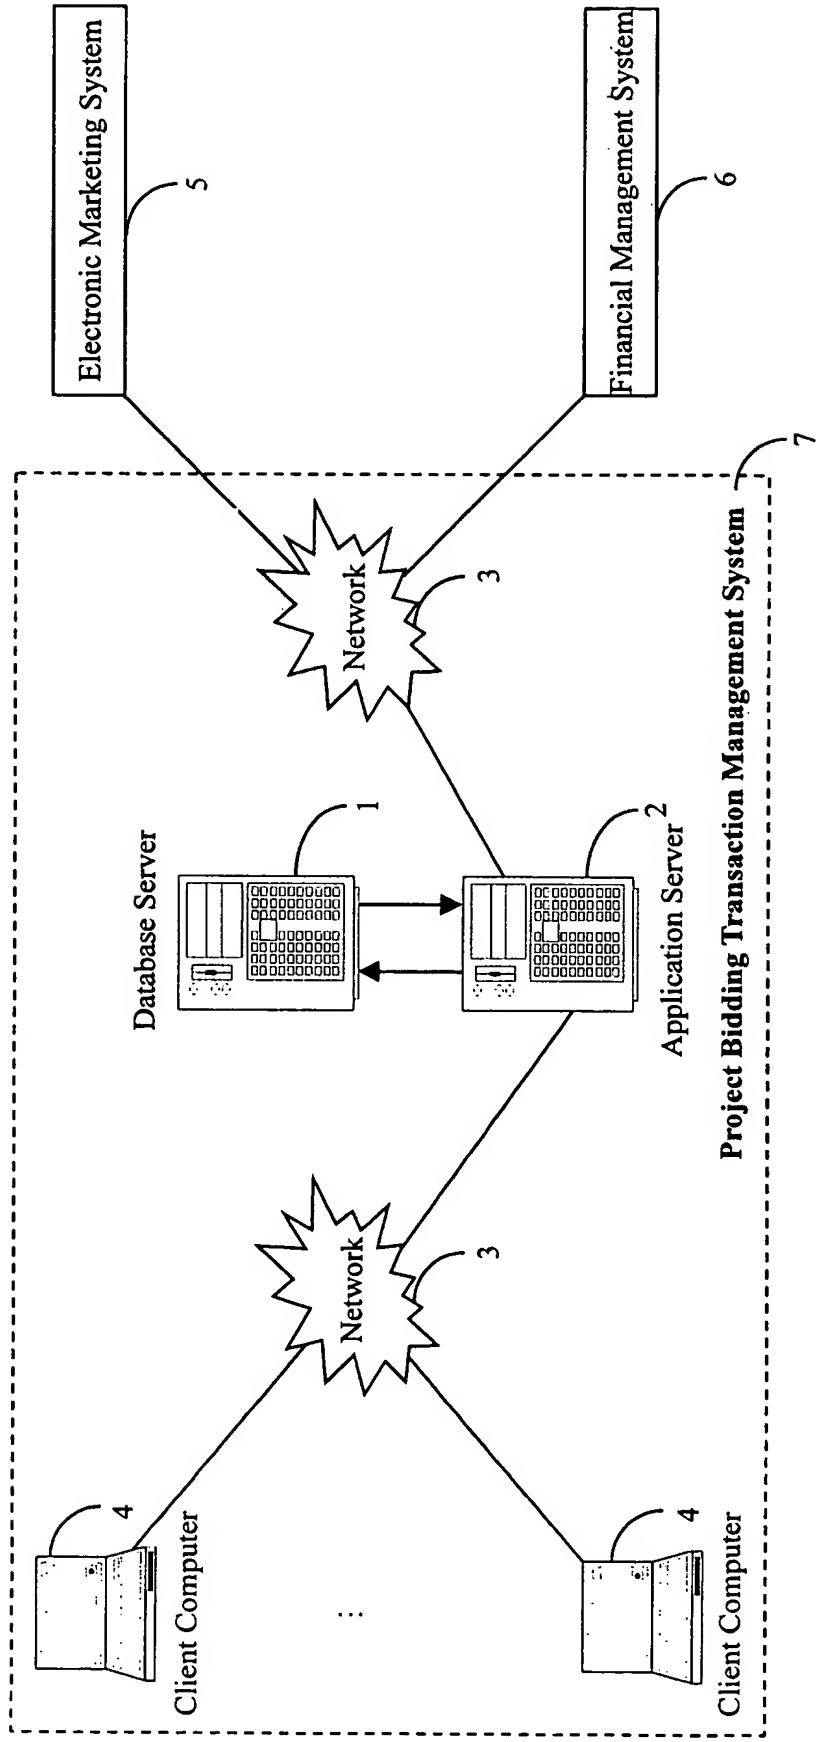 Client Computer
4
⋮
Client Computer
4
Network
3
Database Server
1
Application Server
2
Network
3
Project Bidding Transaction Management System
7
Electronic Marketing System
5
Financial Management System
6